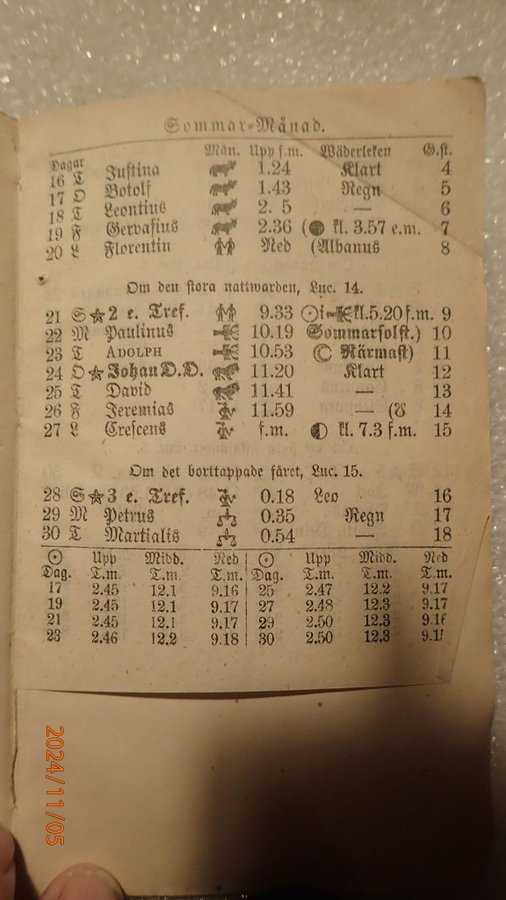 Sommar-Månad.
Dagar Mån. Upp f.m. Wäderleken G.st.
16 T Justina 1.24 Klart 4
17 O Botolf 1.43 Regn 5
18 T Leontius 2. 5 — 6
19 F Gervasius 2.36 (● kl. 3.57 e.m. 7
20 L Florentin Ned (Albanus 8
Om den stora nattwarden, Luc. 14.
21 S ☆ 2 e. Tref. 9.33 ☉ i kl. 5.20 f.m. 9
22 M Paulinus 10.19 Sommarsolst.) 10
23 T ADOLPH 10.53 ☾ Närmast) 11
24 O ☆ Johan D.D. 11.20 Klart 12
25 T David 11.41 — 13
26 F Jeremias 11.59 — (☋ 14
27 L Crescens f.m. ◐ kl. 7.3 f.m. 15
Om det borttappade fåret, Luc. 15.
28 S ☆ 3 e. Tref. 0.18 Leo 16
29 M Petrus 0.35 Regn 17
30 T Martialis 0.54 — 18
☉ Upp Midd. Ned ☉ Upp Midd. Ned
Dag. T.m. T.m. T.m. Dag. T.m. T.m. T.m.
17 2.45 12.1 9.16 25 2.47 12.2 9.17
19 2.45 12.1 9.17 27 2.48 12.3 9.17
21 2.45 12.1 9.17 29 2.50 12.3
23 2.46 12.2 9.18 30 2.50 12.3
2024/11/05